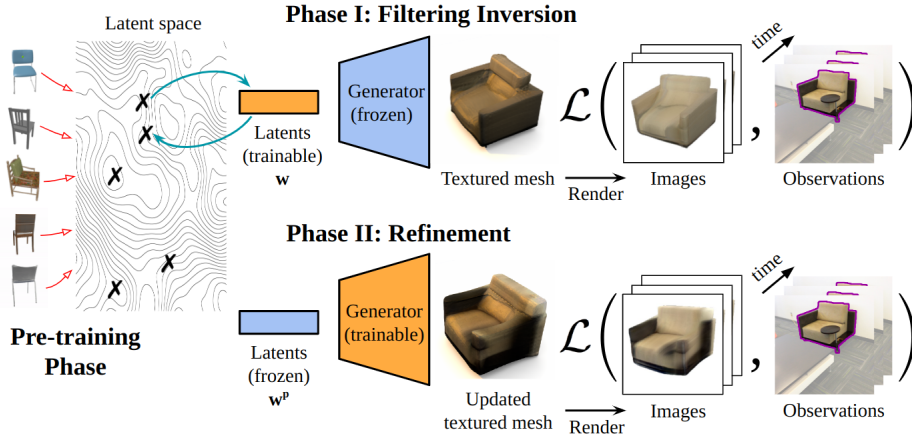 Phase I: Filtering Inversion
Latent space
Latents
(trainable)
w
Generator
(frozen)
Textured mesh
Render
ℒ
(
Images
,
time
Observations
)
Phase II: Refinement
Pre-training
Phase
Latents
(frozen)
wᵖ
Generator
(trainable)
Updated
textured mesh
Render
ℒ
(
Images
,
time
Observations
)